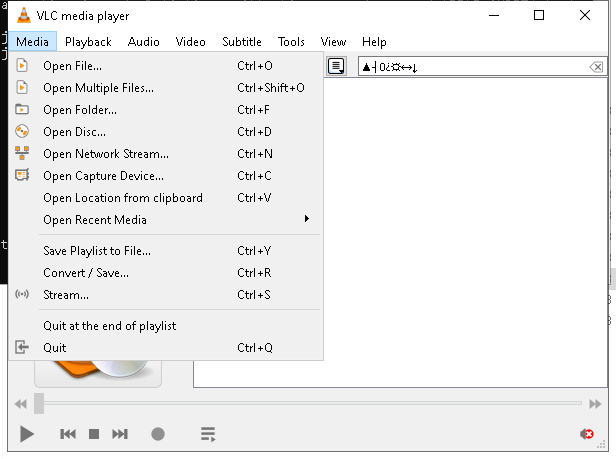 VLC media player
Media Playback Audio Video Subtitle Tools View Help
Open File... Ctrl+O
Open Multiple Files... Ctrl+Shift+O
Open Folder... Ctrl+F
Open Disc... Ctrl+D
Open Network Stream... Ctrl+N
Open Capture Device... Ctrl+C
Open Location from clipboard Ctrl+V
Open Recent Media
Save Playlist to File... Ctrl+Y
Convert / Save... Ctrl+R
Stream... Ctrl+S
Quit at the end of playlist
Quit Ctrl+Q
▲┤0¿¤↔↓